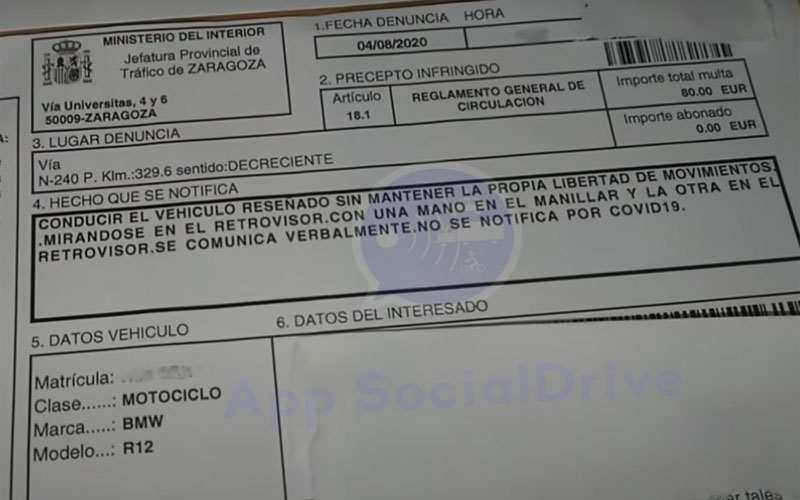 MINISTERIO DEL INTERIOR
Jefatura Provincial de
Tráfico de ZARAGOZA
Vía Universitas, 4 y 6
50009-ZARAGOZA
1.FECHA DENUNCIA HORA
04/08/2020
2. PRECEPTO INFRINGIDO
Artículo
18.1
REGLAMENTO GENERAL DE
CIRCULACION
Importe total multa
80.00 EUR
Importe abonado
0.00 EUR
3. LUGAR DENUNCIA
Vía
N-240 P. Klm.:329.6 sentido:DECRECIENTE
4. HECHO QUE SE NOTIFICA
CONDUCIR EL VEHICULO RESEÑADO SIN MANTENER LA PROPIA LIBERTAD DE MOVIMIENTOS.
.MIRANDOSE EN EL RETROVISOR.CON UNA MANO EN EL MANILLAR Y LA OTRA EN EL
RETROVISOR.SE COMUNICA VERBALMENTE.NO SE NOTIFICA POR COVID19.
5. DATOS VEHICULO
Matrícula:
Clase......: MOTOCICLO
Marca.....: BMW
Modelo...: R12
6. DATOS DEL INTERESADO
App SocialDrive
tales